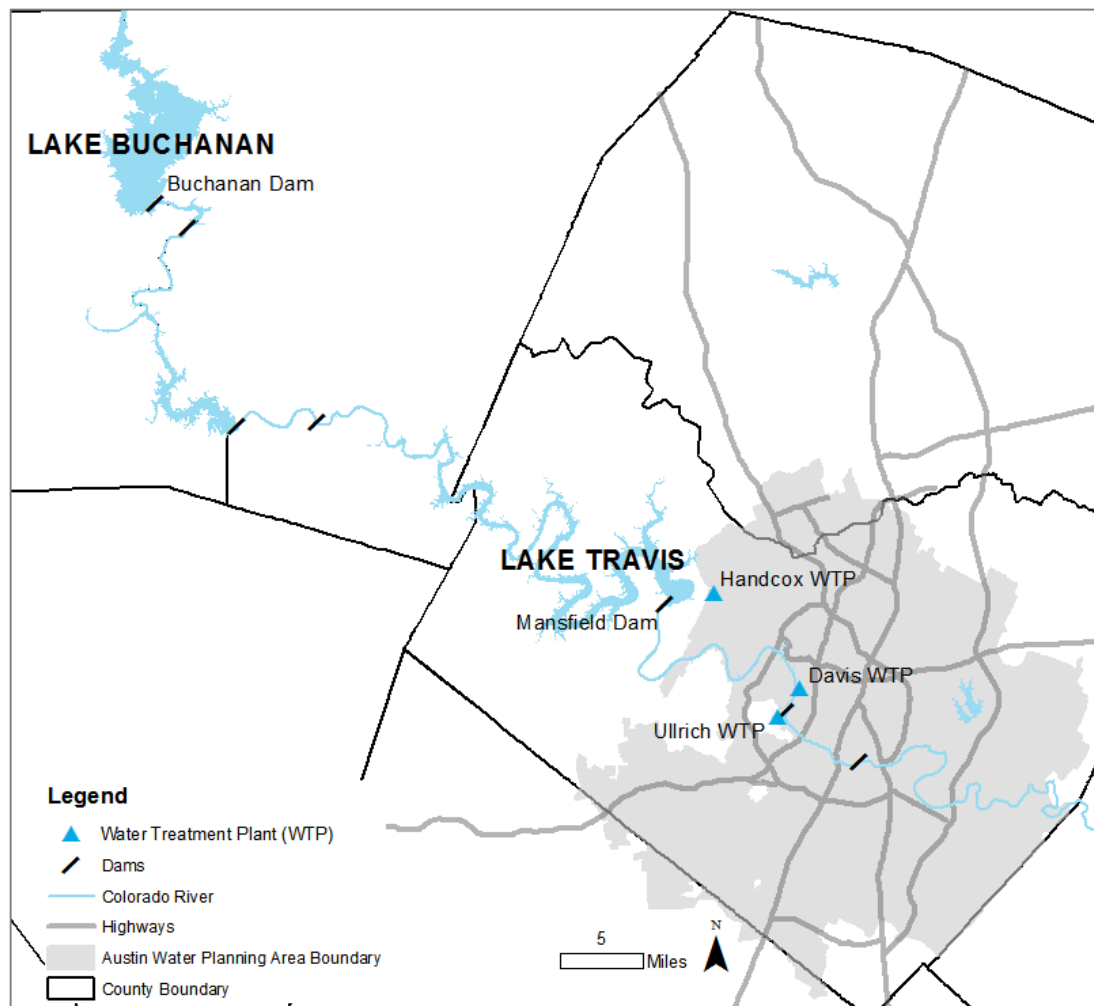 LAKE BUCHANAN
Buchanan Dam
LAKE TRAVIS
Handcox WTP
Mansfield Dam
Davis WTP
Ullrich WTP
Legend
Water Treatment Plant (WTP)
Dams
Colorado River
Highways
Austin Water Planning Area Boundary
County Boundary
5
Miles
N